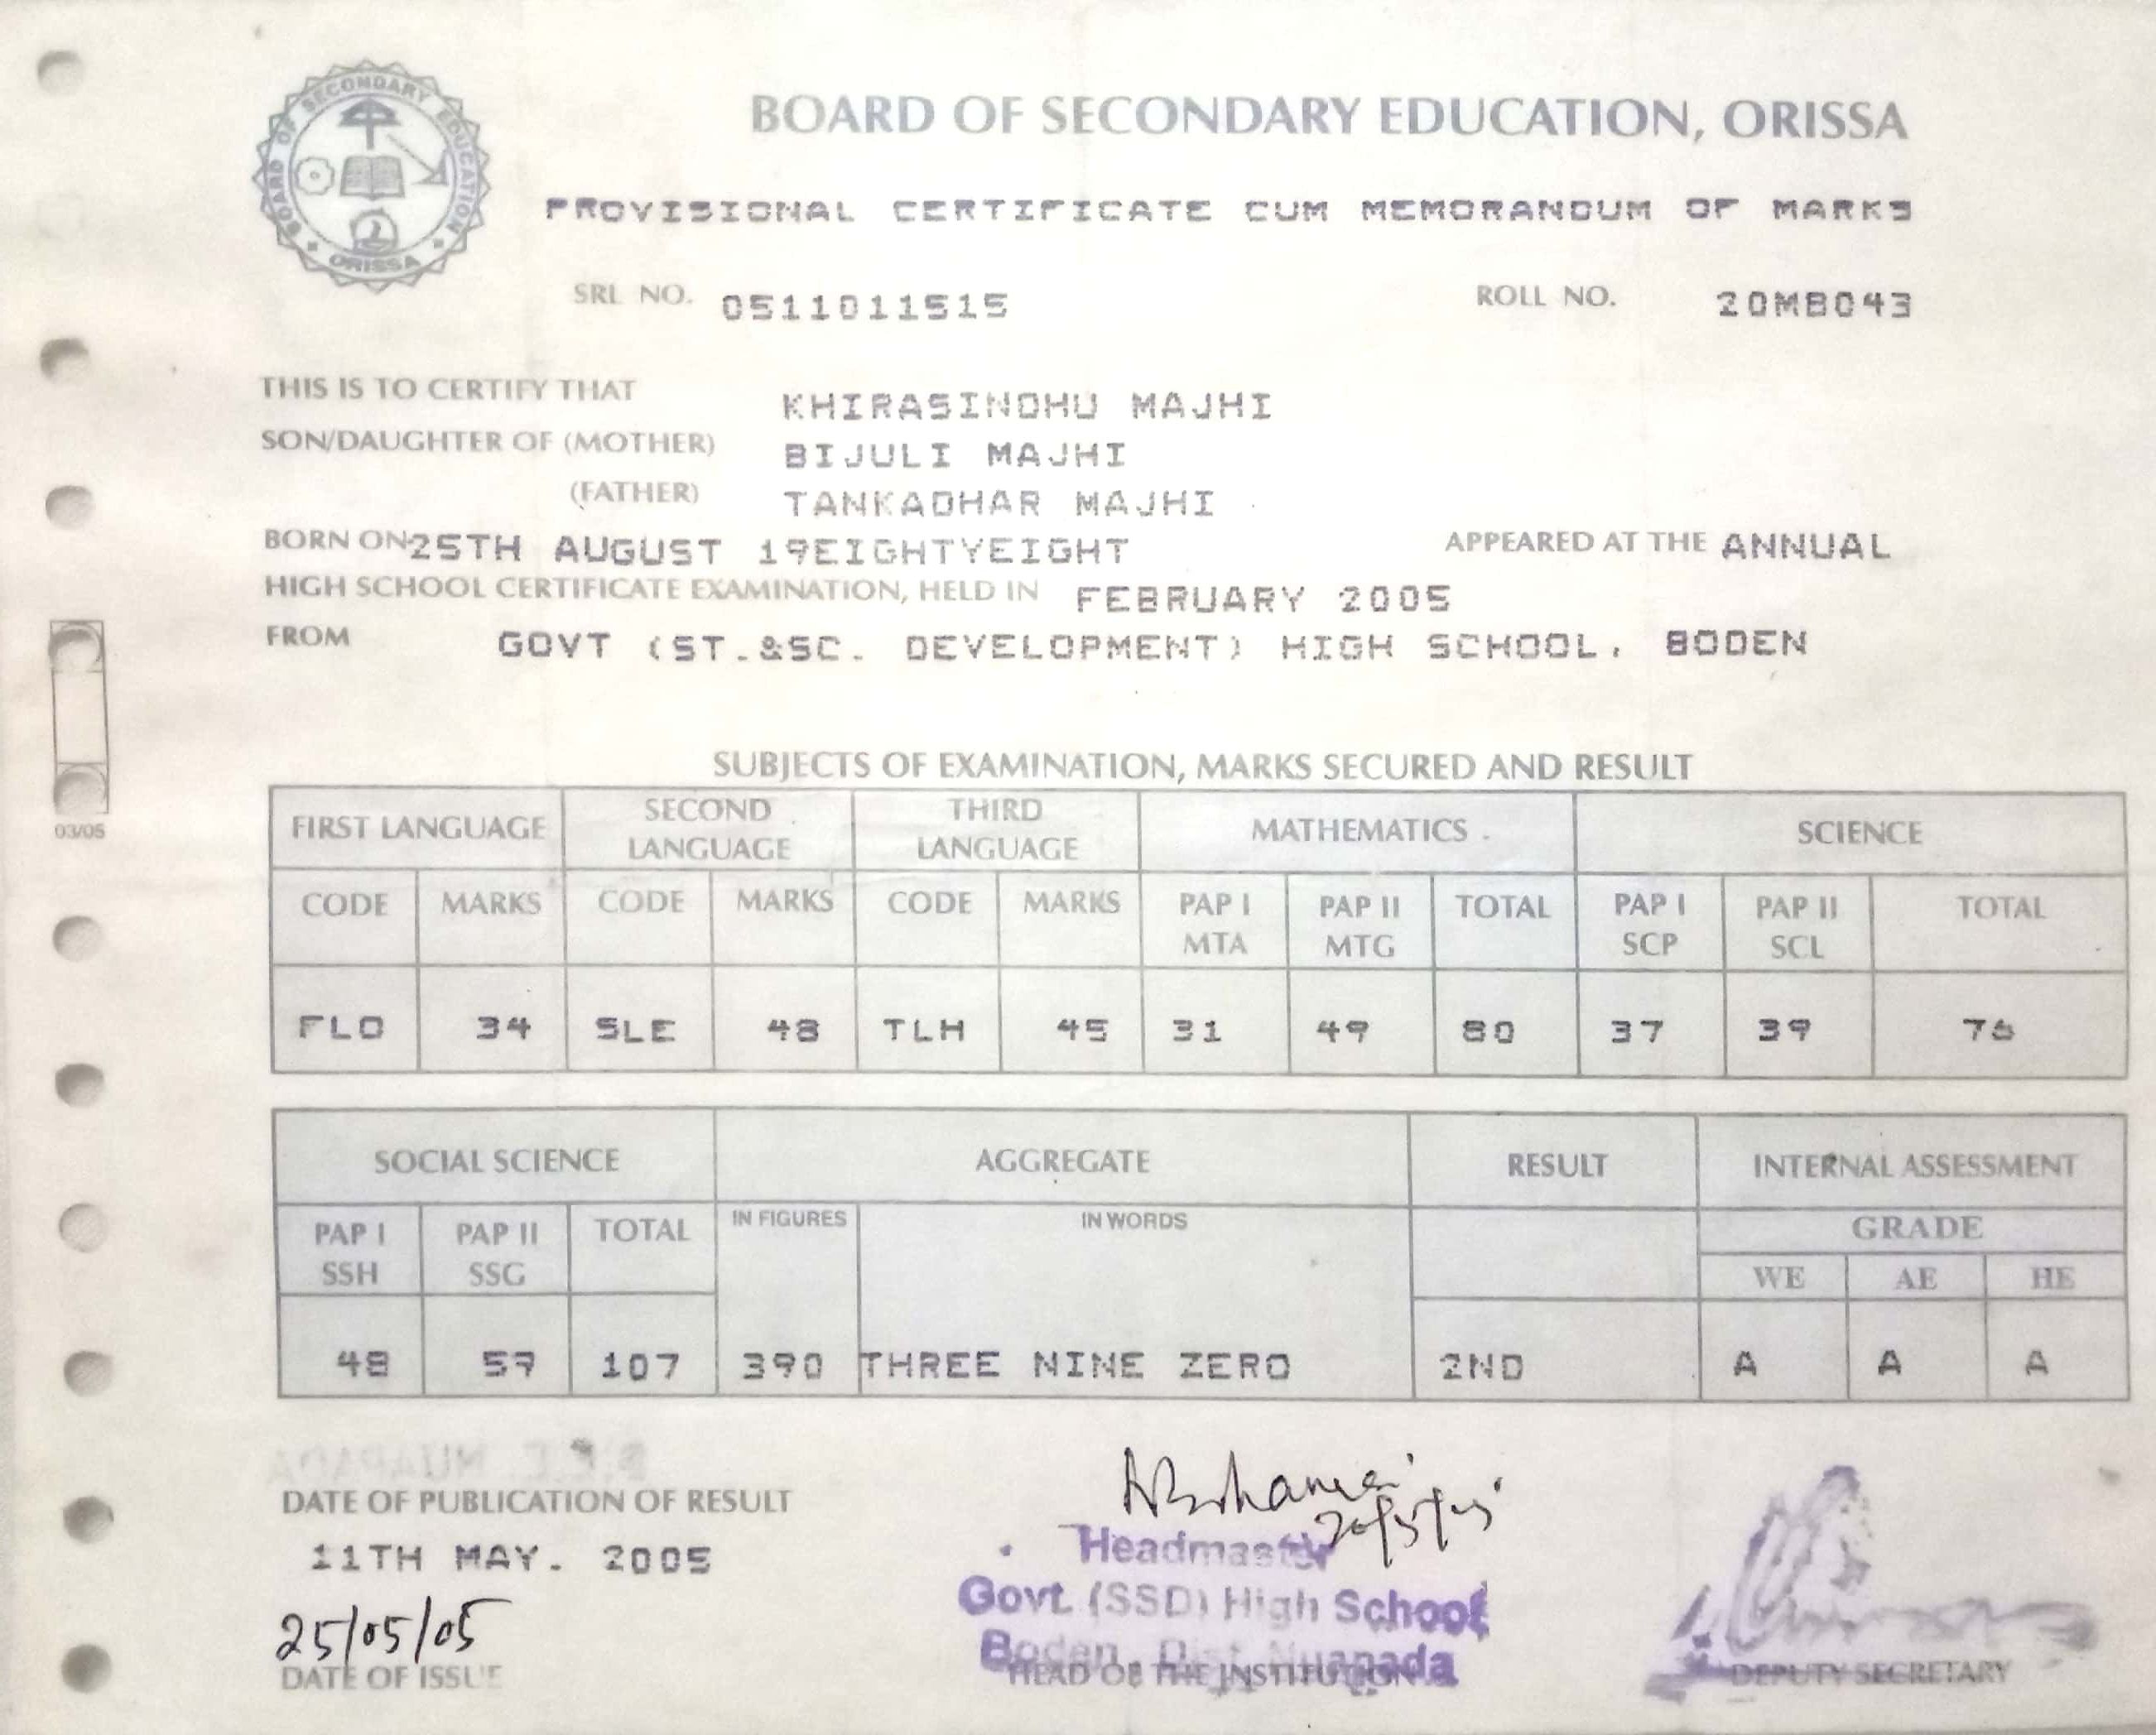 BOARD OF SECONDARY EDUCATION, ORISSA
BOARD OF SECONDARY EDUCATION
ORISSA
PROVISIONAL CERTIFICATE CUM MEMORANDUM OF MARKS
SRL NO. 0511011515 ROLL NO. 20MB043
THIS IS TO CERTIFY THAT KHIRASINDHU MAJHI
SON/DAUGHTER OF (MOTHER) BIJULI MAJHI
(FATHER) TANKADHAR MAJHI
BORN ON 25TH AUGUST 19EIGHTYEIGHT APPEARED AT THE ANNUAL
HIGH SCHOOL CERTIFICATE EXAMINATION, HELD IN FEBRUARY 2005
FROM GOVT (ST.&SC. DEVELOPMENT) HIGH SCHOOL, BODEN
03/05
SUBJECTS OF EXAMINATION, MARKS SECURED AND RESULT
FIRST LANGUAGE SECOND LANGUAGE THIRD LANGUAGE MATHEMATICS SCIENCE
CODE MARKS CODE MARKS CODE MARKS PAP I MTA PAP II MTG TOTAL PAP I SCP PAP II SCL TOTAL
FLO 34 SLE 48 TLH 45 31 49 80 37 39 76
SOCIAL SCIENCE AGGREGATE RESULT INTERNAL ASSESSMENT
PAP I SSH PAP II SSG TOTAL IN FIGURES IN WORDS GRADE
WE AE HE
48 59 107 390 THREE NINE ZERO 2ND A A A
DATE OF PUBLICATION OF RESULT
11TH MAY. 2005
25/05/05
DATE OF ISSUE
Headmaster
Govt. (SSD) High School
Boden, Dist. Nuapada
HEAD OF THE INSTITUTION
DEPUTY SECRETARY